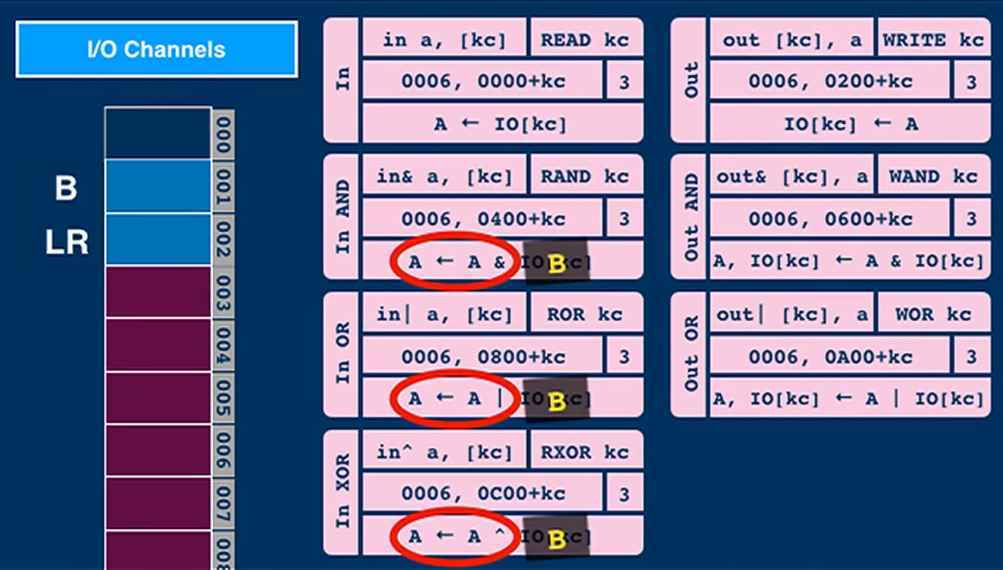 I/O Channels
B
LR
000
001
002
003
004
005
006
007
In
in a, [kc] READ kc
0006, 0000+kc 3
A ← IO[kc]
Out
out [kc], a WRITE kc
0006, 0200+kc 3
IO[kc] ← A
In AND
in& a, [kc] RAND kc
0006, 0400+kc 3
A ← A & B
Out AND
out& [kc], a WAND kc
0006, 0600+kc 3
A, IO[kc] ← A & IO[kc]
In OR
in| a, [kc] ROR kc
0006, 0800+kc 3
A ← A | B
Out OR
out| [kc], a WOR kc
0006, 0A00+kc 3
A, IO[kc] ← A | IO[kc]
In XOR
in^ a, [kc] RXOR kc
0006, 0C00+kc 3
A ← A ^ B